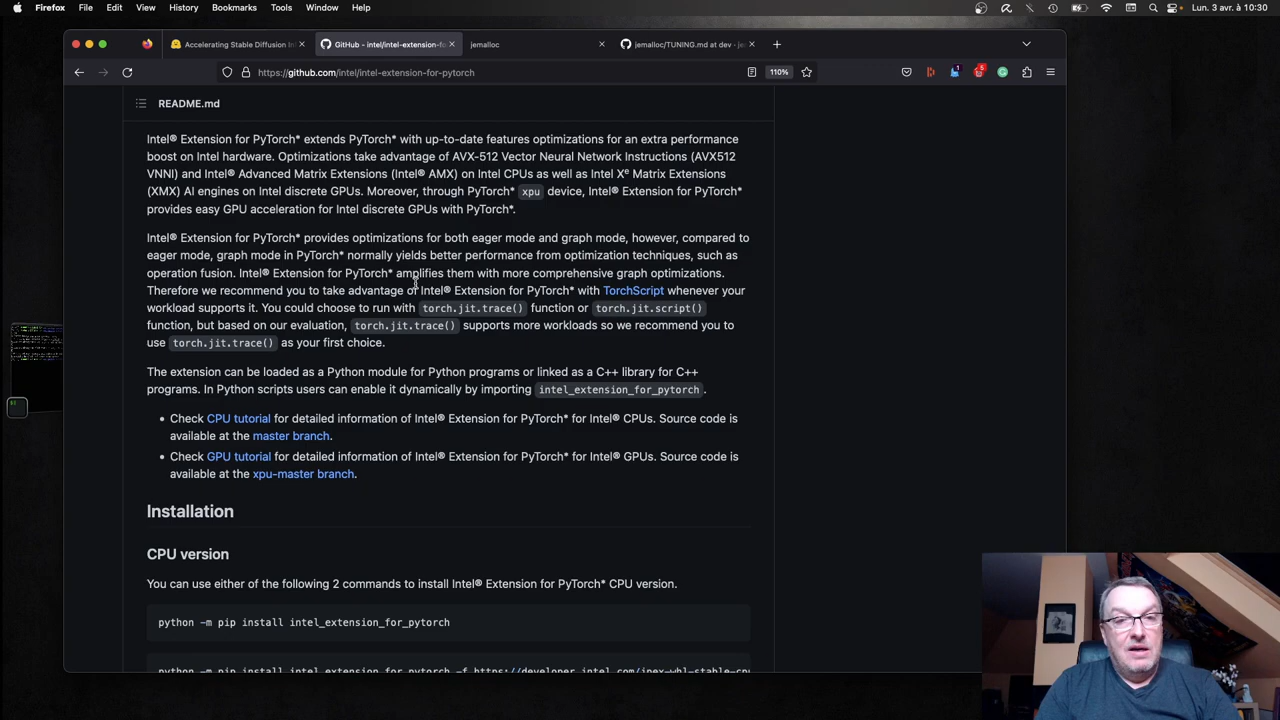 Firefox File Edit View History Bookmarks Tools Window Help Lun. 3 avr. à 10:30
Accelerating Stable Diffusion In GitHub - intel/intel-extension-fo jemalloc jemalloc/TUNING.md at dev · je
https://github.com/intel/intel-extension-for-pytorch 110% 1 5
README.md
Intel® Extension for PyTorch* extends PyTorch* with up-to-date features optimizations for an extra performance
boost on Intel hardware. Optimizations take advantage of AVX-512 Vector Neural Network Instructions (AVX512
VNNI) and Intel® Advanced Matrix Extensions (Intel® AMX) on Intel CPUs as well as Intel Xᵉ Matrix Extensions
(XMX) AI engines on Intel discrete GPUs. Moreover, through PyTorch* xpu device, Intel® Extension for PyTorch*
provides easy GPU acceleration for Intel discrete GPUs with PyTorch*.
Intel® Extension for PyTorch* provides optimizations for both eager mode and graph mode, however, compared to
eager mode, graph mode in PyTorch* normally yields better performance from optimization techniques, such as
operation fusion. Intel® Extension for PyTorch* amplifies them with more comprehensive graph optimizations.
Therefore we recommend you to take advantage of Intel® Extension for PyTorch* with TorchScript whenever your
workload supports it. You could choose to run with torch.jit.trace() function or torch.jit.script()
function, but based on our evaluation, torch.jit.trace() supports more workloads so we recommend you to
use torch.jit.trace() as your first choice.
The extension can be loaded as a Python module for Python programs or linked as a C++ library for C++
programs. In Python scripts users can enable it dynamically by importing intel_extension_for_pytorch.
• Check CPU tutorial for detailed information of Intel® Extension for PyTorch* for Intel® CPUs. Source code is
available at the master branch.
• Check GPU tutorial for detailed information of Intel® Extension for PyTorch* for Intel® GPUs. Source code is
available at the xpu-master branch.
Installation
CPU version
You can use either of the following 2 commands to install Intel® Extension for PyTorch* CPU version.
python -m pip install intel_extension_for_pytorch
python -m pip install intel_extension_for_pytorch -f https://developer.intel.com/ipex-whl-stable-cp